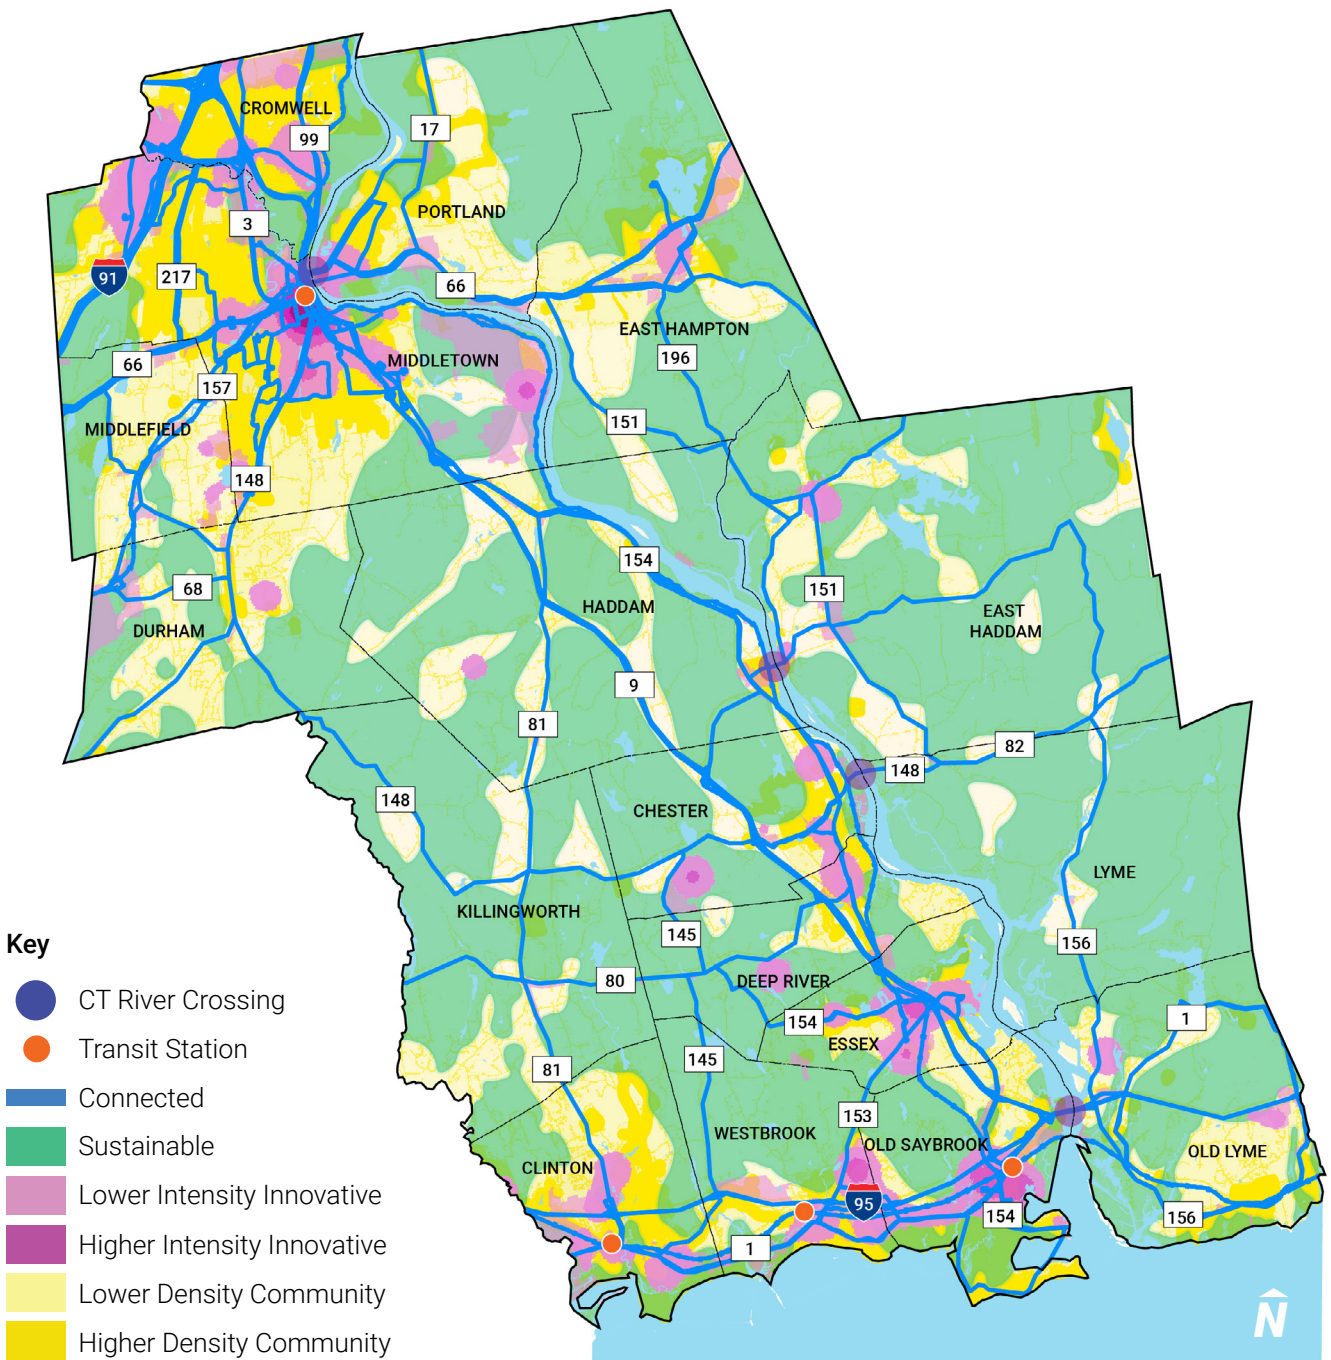 CROMWELL
99
17
PORTLAND
3
91
217
66
EAST HAMPTON
196
MIDDLETOWN
66
157
151
MIDDLEFIELD
148
154
68
HADDAM
151
EAST
HADDAM
DURHAM
9
81
82
148
148
CHESTER
LYME
KILLINGWORTH
145
156
80
DEEP RIVER
154
1
ESSEX
145
81
153
WESTBROOK
OLD SAYBROOK
OLD LYME
CLINTON
95
154
156
1
Key
CT River Crossing
Transit Station
Connected
Sustainable
Lower Intensity Innovative
Higher Intensity Innovative
Lower Density Community
Higher Density Community
N